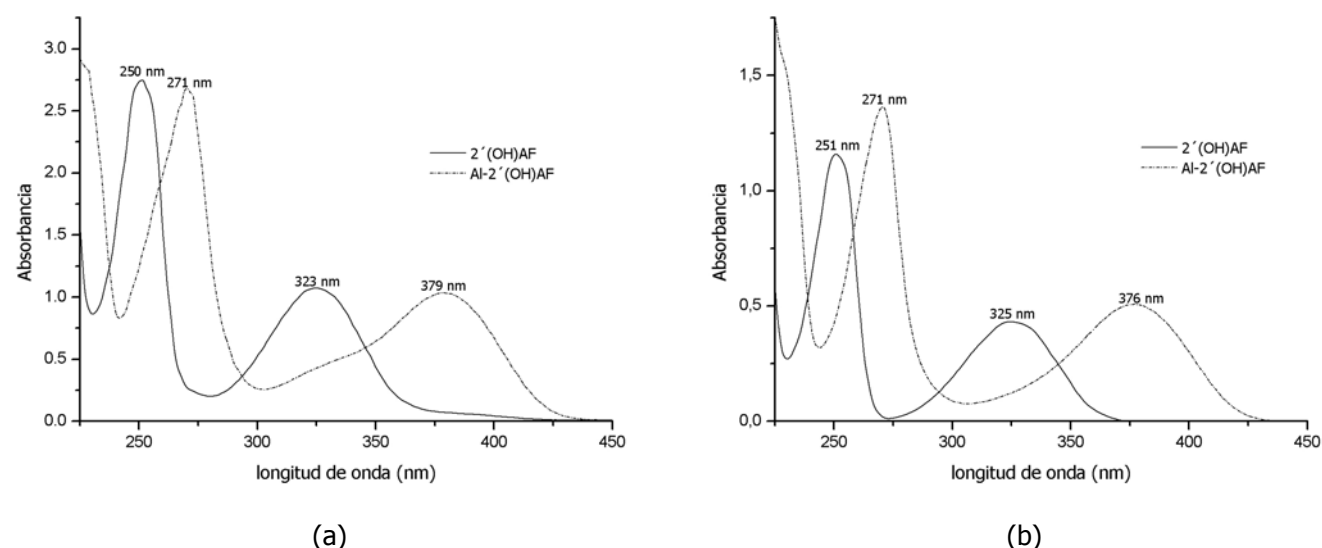 3.0
2.5
2.0
1.5
1.0
0.5
0.0
250
300
350
400
450
Absorbancia
longitud de onda (nm)
250 nm
271 nm
323 nm
379 nm
2´(OH)AF
Al-2´(OH)AF
(a)
1,5
1,0
0,5
0,0
250
300
350
400
450
Absorbancia
longitud de onda (nm)
251 nm
271 nm
325 nm
376 nm
2´(OH)AF
Al-2´(OH)AF
(b)